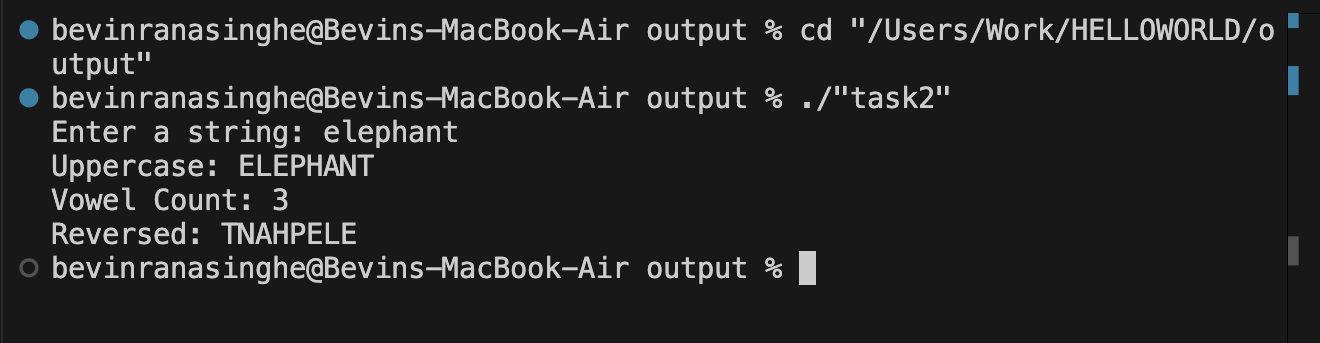 bevinranasinghe@Bevins-MacBook-Air output % cd "/Users/Work/HELLOWORLD/o
utput"
bevinranasinghe@Bevins-MacBook-Air output % ./"task2"
Enter a string: elephant
Uppercase: ELEPHANT
Vowel Count: 3
Reversed: TNAHPELE
bevinranasinghe@Bevins-MacBook-Air output %